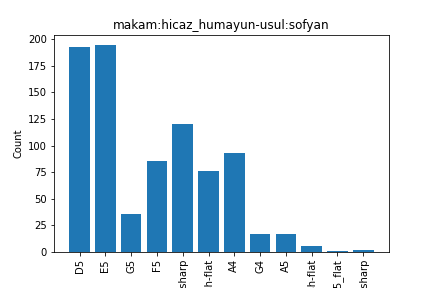 makam:hicaz_humayun-usul:sofyan
Count
200
175
150
125
100
75
50
25
0
D5
E5
G5
F5
sharp
h-flat
A4
G4
A5
h-flat
5_flat
sharp